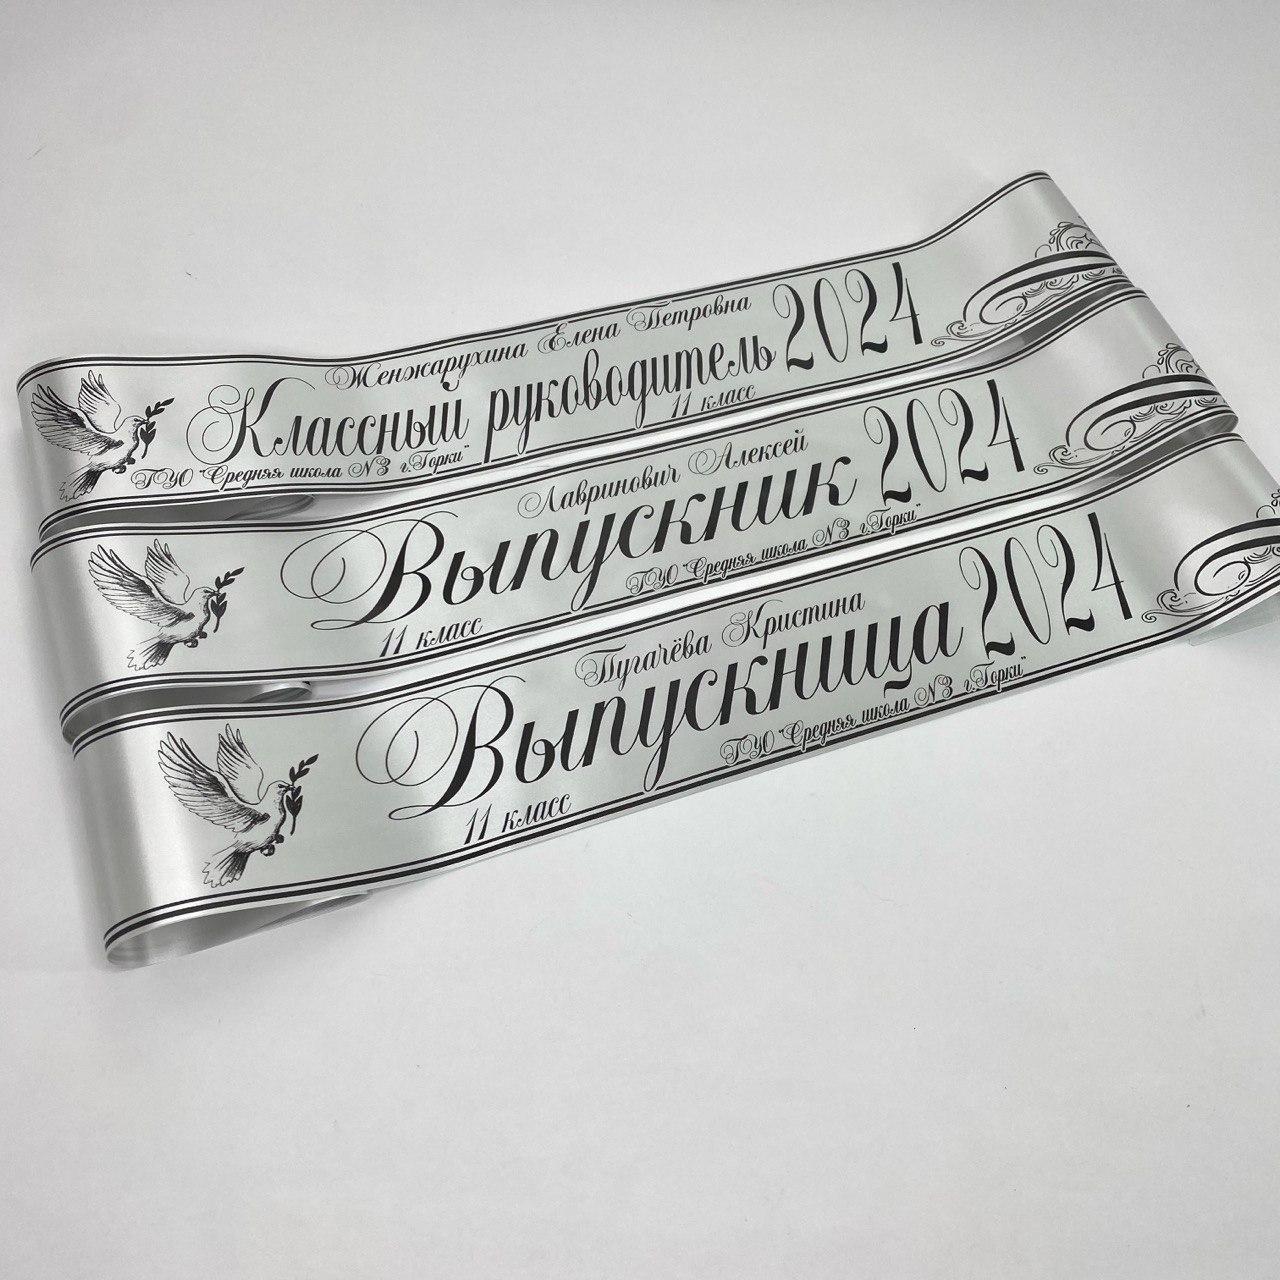 Менжарухина Елена Петровна
Классный руководитель 2024
11 класс
ГУО "Средняя школа №3 г.Горки"
Лавринович Алексей
Выпускник 2024
ГУО "Средняя школа №3 г.Горки"
11 класс
Пугачёва Кристина
Выпускница 2024
ГУО "Средняя школа №3 г.Горки"
11 класс